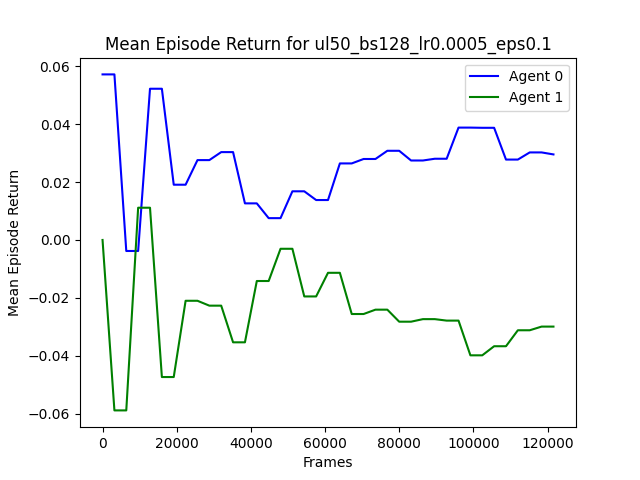 Mean Episode Return for ul50_bs128_lr0.0005_eps0.1
Agent 0
Agent 1
Mean Episode Return
0.06
0.04
0.02
0.00
−0.02
−0.04
−0.06
0 20000 40000 60000 80000 100000 120000
Frames